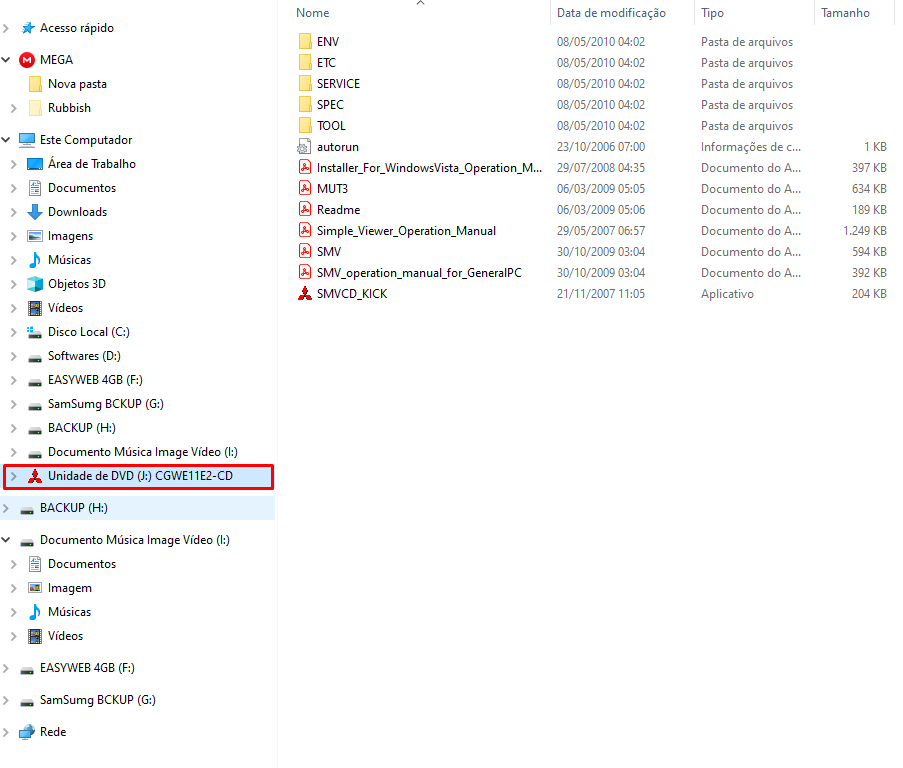 Acesso rápido
MEGA
Nova pasta
Rubbish
Este Computador
Área de Trabalho
Documentos
Downloads
Imagens
Músicas
Objetos 3D
Vídeos
Disco Local (C:)
Softwares (D:)
EASYWEB 4GB (F:)
SamSumg BCKUP (G:)
BACKUP (H:)
Documento Música Image Vídeo (I:)
Unidade de DVD (J:) CGWE11E2-CD
BACKUP (H:)
Documento Música Image Vídeo (I:)
Documentos
Imagem
Músicas
Vídeos
EASYWEB 4GB (F:)
SamSumg BCKUP (G:)
Rede
Nome Data de modificação Tipo Tamanho
ENV 08/05/2010 04:02 Pasta de arquivos
ETC 08/05/2010 04:02 Pasta de arquivos
SERVICE 08/05/2010 04:02 Pasta de arquivos
SPEC 08/05/2010 04:02 Pasta de arquivos
TOOL 08/05/2010 04:02 Pasta de arquivos
autorun 23/10/2006 07:00 Informações de c... 1 KB
Installer_For_WindowsVista_Operation_M... 29/07/2008 04:35 Documento do A... 397 KB
MUT3 06/03/2009 05:05 Documento do A... 634 KB
Readme 06/03/2009 05:06 Documento do A... 189 KB
Simple_Viewer_Operation_Manual 29/05/2007 06:57 Documento do A... 1.249 KB
SMV 30/10/2009 03:04 Documento do A... 594 KB
SMV_operation_manual_for_GeneralPC 30/10/2009 03:04 Documento do A... 392 KB
SMVCD_KICK 21/11/2007 11:05 Aplicativo 204 KB